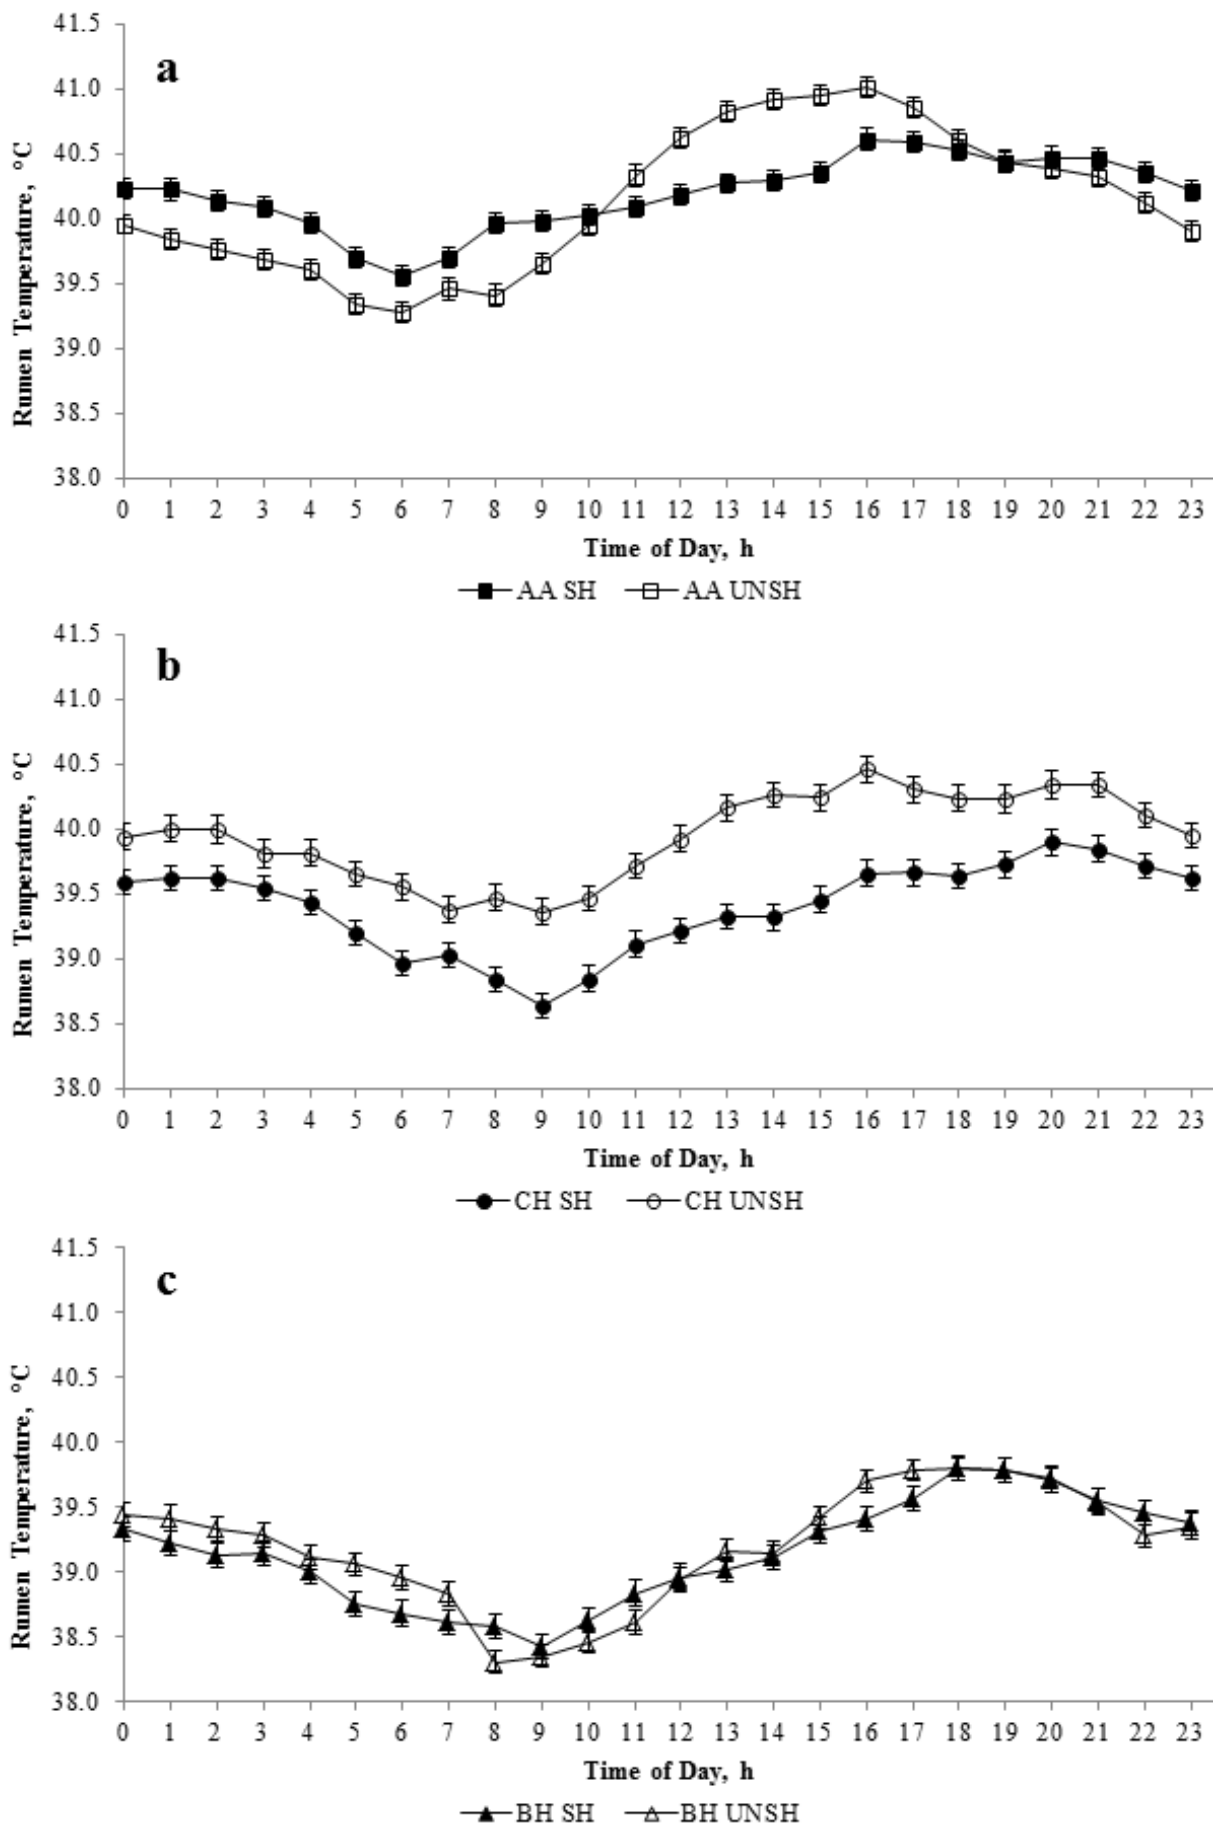 a
Rumen Temperature, °C
41.5
41.0
40.5
40.0
39.5
39.0
38.5
38.0
0 1 2 3 4 5 6 7 8 9 10 11 12 13 14 15 16 17 18 19 20 21 22 23
Time of Day, h
AA SH AA UNSH
b
Rumen Temperature, °C
41.5
41.0
40.5
40.0
39.5
39.0
38.5
38.0
0 1 2 3 4 5 6 7 8 9 10 11 12 13 14 15 16 17 18 19 20 21 22 23
Time of Day, h
CH SH CH UNSH
c
Rumen Temperature, °C
41.5
41.0
40.5
40.0
39.5
39.0
38.5
38.0
0 1 2 3 4 5 6 7 8 9 10 11 12 13 14 15 16 17 18 19 20 21 22 23
Time of Day, h
BH SH BH UNSH